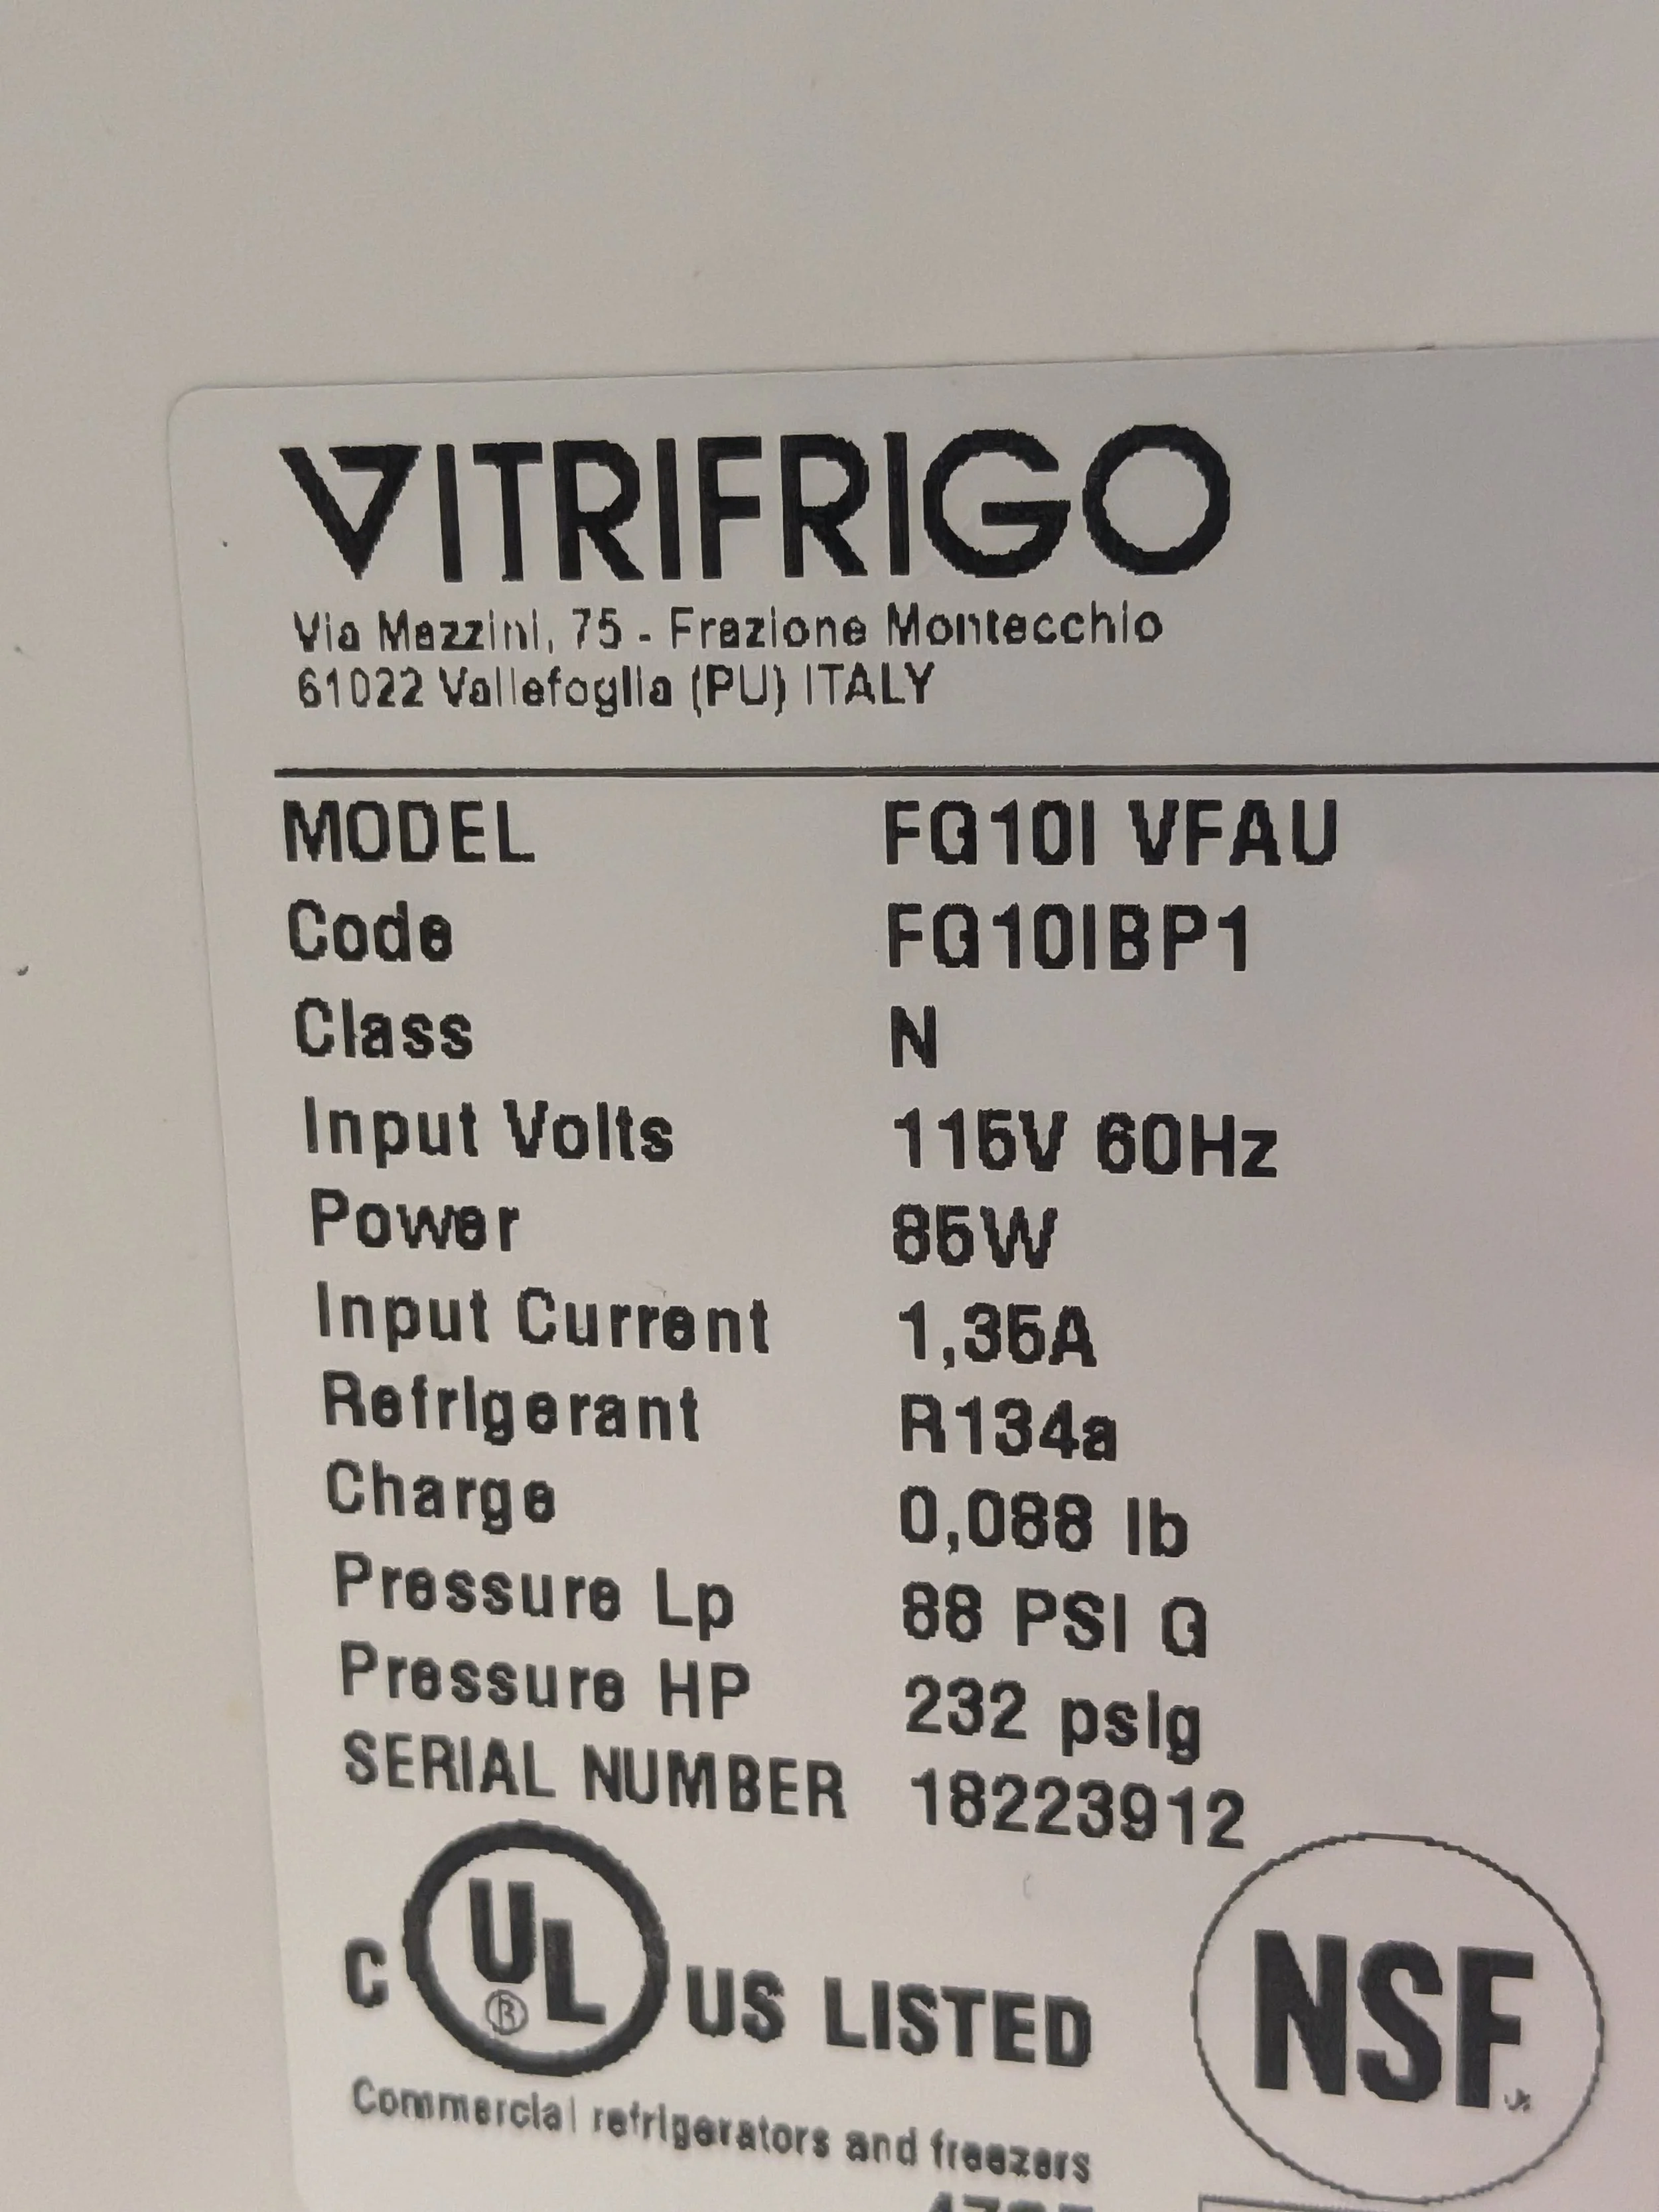 VITRIFRIGO
Via Mazzini, 75 - Frazione Montecchio
61022 Vallefoglia (PU) ITALY
MODEL FG10I VFAU
Code FG10IBP1
Class N
Input Volts 115V 60Hz
Power 85W
Input Current 1,35A
Refrigerant R134a
Charge 0,088 lb
Pressure Lp 88 PSI G
Pressure HP 232 psig
SERIAL NUMBER 18223912
C UL ® US LISTED
NSF
Commercial refrigerators and freezers